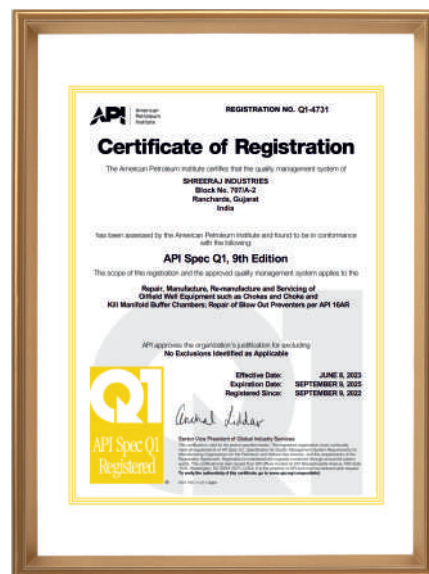 API
American
Petroleum
Institute
REGISTRATION NO. Q1-4731
Certificate of Registration
The American Petroleum Institute certifies that the quality management system of
SHREERAJ INDUSTRIES
Block No. 707/A-2
Rancharda, Gujarat
India
has been assessed by the American Petroleum Institute and found to be in conformance
with the following:
API Spec Q1, 9th Edition
The scope of this registration and the approved quality management system applies to the
Repair, Manufacture, Re-manufacture and Servicing of
Oilfield Well Equipment such as Chokes and Choke and
Kill Manifold Buffer Chambers; Repair of Blow Out Preventers per API 16AR
API approves the organization's justification for excluding
No Exclusions Identified as Applicable
Effective Date: JUNE 8, 2023
Expiration Date: SEPTEMBER 9, 2025
Registered Since: SEPTEMBER 9, 2022
Q1
API Spec Q1
Registered
Senior Vice President of Global Industry Services